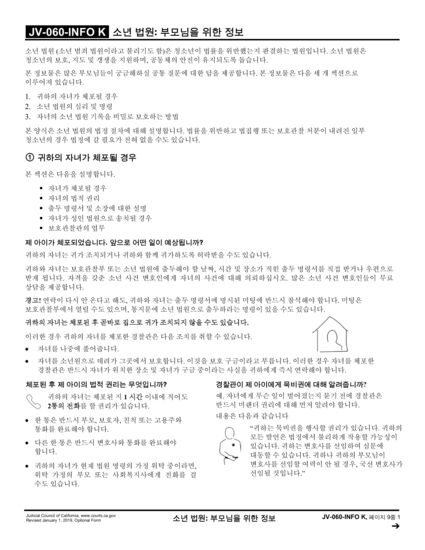 JV-060-INFO K 소년 법원: 부모님을 위한 정보
소년 법원 (소년 범죄 법원이라고 불리기도 함)은 청소년이 법률을 위반했는지 판결하는 법원입니다. 소년 법원은
청소년의 보호, 지도 및 갱생을 지원하며, 공동체의 안전이 유지되도록 돕습니다.
본 정보물은 많은 부모님들이 궁금해하실 공통 질문에 대한 답을 제공합니다. 본 정보물은 다음 세 개 섹션으로
이루어져 있습니다.
1. 귀하의 자녀가 체포될 경우
2. 소년 법원의 심리 및 명령
3. 자녀의 소년 법원 기록을 비밀로 보호하는 방법
본 양식은 소년 법원의 법정 절차에 대해 설명합니다. 법률을 위반하고 법집행 또는 보호관찰 처분이 내려진 일부
청소년의 경우 법정에 갈 필요가 전혀 없을 수도 있습니다.
① 귀하의 자녀가 체포될 경우
본 섹션은 다음을 설명합니다.
• 자녀가 체포될 경우
• 자녀의 법적 권리
• 출두 명령서 및 소장에 대한 설명
• 자녀가 성인 법원으로 송치될 경우
• 보호관찰관의 업무
제 아이가 체포되었습니다. 앞으로 어떤 일이 예상됩니까?
귀하의 자녀는 귀가 조치되거나 귀하와 함께 귀가하도록 허락받을 수도 있습니다.
귀하와 자녀는 보호관찰부 또는 소년 법원에 출두해야 할 날짜, 시간 및 장소가 적힌 출두 명령서를 직접 받거나 우편으로
받게 됩니다. 자격을 갖춘 소년 사건 변호인에게 자녀의 사건에 대해 의뢰하십시오. 많은 소년 사건 변호인들이 무료
상담을 제공합니다.
경고! 연락이 다시 안 온다고 해도, 귀하와 자녀는 출두 명령서에 명시된 미팅에 반드시 참석해야 합니다. 미팅은
보호관찰부에서 열릴 수도 있으며, 통지문에 소년 법원으로 출두하라는 명령이 있을 수도 있습니다.
귀하의 자녀는 체포된 후 곧바로 집으로 귀가 조치되지 않을 수도 있습니다.
이러한 경우 귀하의 자녀를 체포한 경찰관은 다음 조치를 취할 수 있습니다.
• 자녀를 나중에 풀어줍니다.
• 자녀를 소년원으로 데려가 그곳에서 보호합니다. 이것을 보호 구금이라고 부릅니다. 이러한 경우 자녀를 체포한
경찰관은 반드시 자녀가 위치한 장소 및 자녀가 구금 중이라는 사실을 귀하에게 즉시 연락해야 합니다.
체포된 후 제 아이의 법적 권리는 무엇입니까?
귀하의 자녀는 체포된 지 1 시간 이내에 적어도
2통의 전화를 할 권리가 있습니다.
• 한 통은 반드시 부모, 보호자, 친척 또는 고용주와
통화를 완료해야 합니다.
• 다른 한 통은 반드시 변호사와 통화를 완료해야
합니다.
• 귀하의 자녀가 현재 법원 명령의 가정 위탁 중이라면,
위탁 가정의 부모 또는 사회복지사에게 전화를 걸
수도 있습니다.
경찰관이 제 아이에게 묵비권에 대해 알려줍니까?
예. 자녀에게 무슨 일이 벌어졌는지 묻기 전에 경찰관은
반드시 미란더 권리에 대해 먼저 알려야 합니다.
내용은 다음과 같습니다
“귀하는 묵비권을 행사할 권리가 있습니다. 귀하의
모든 발언은 법정에서 불리하게 작용할 가능성이
있습니다. 귀하는 변호사를 선임하여 심문에
대동할 수 있습니다. 귀하나 귀하의 부모님이
변호사를 선임할 여력이 안 될 경우, 국선 변호사가
선임될 것입니다.”
Judicial Council of California, www.courts.ca.gov
Revised January 1, 2019, Optional Form
소년 법원: 부모님을 위한 정보
JV-060-INFO K, 페이지 9중 1
➔